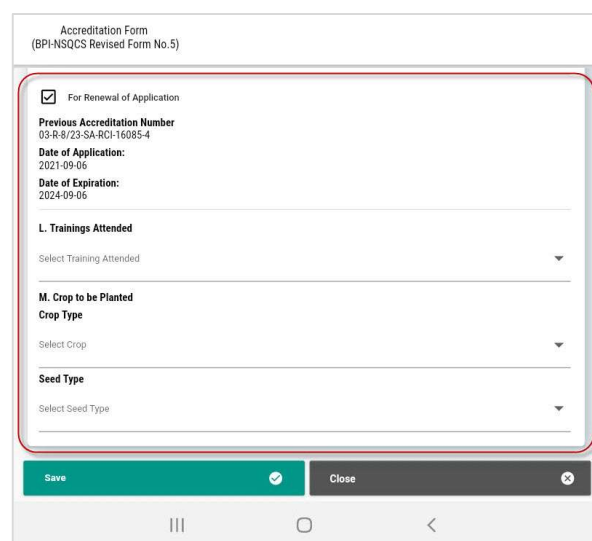 Accreditation Form
(BPI-NSQCS Revised Form No.5)
For Renewal of Application
Previous Accreditation Number
03-R-8/23-SA-RCI-16085-4
Date of Application:
2021-09-06
Date of Expiration:
2024-09-06
L. Trainings Attended
Select Training Attended
M. Crop to be Planted
Crop Type
Select Crop
Seed Type
Select Seed Type
Save
Close